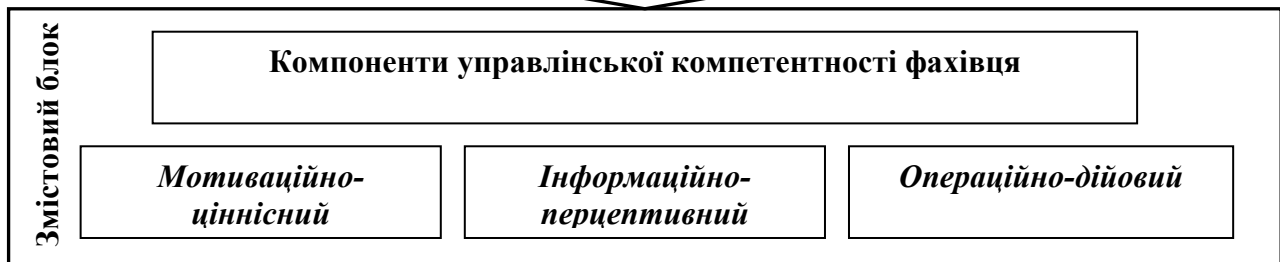 Змістовий блок
Компоненти управлінської компетентності фахівця
Мотиваційно-
ціннісний
Інформаційно-
перцептивний
Операційно-дійовий